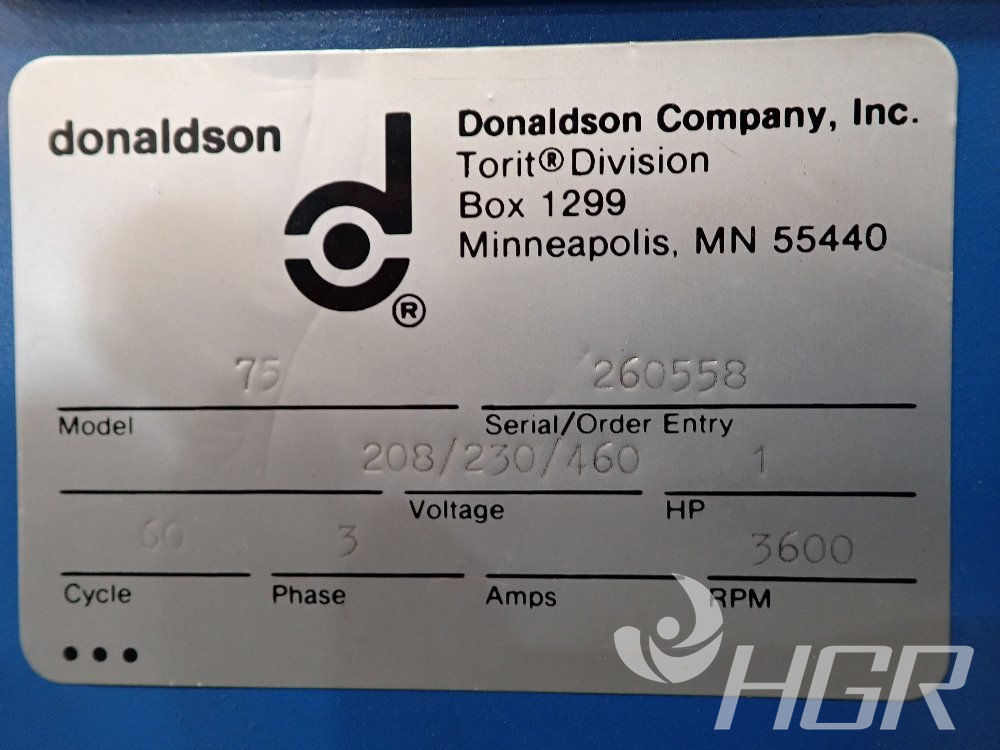 donaldson
Donaldson Company, Inc.
Torit® Division
Box 1299
Minneapolis, MN 55440
®
75 260558
Model Serial/Order Entry
208/230/460 1
Voltage HP
60 3 3600
Cycle Phase Amps RPM
HGR